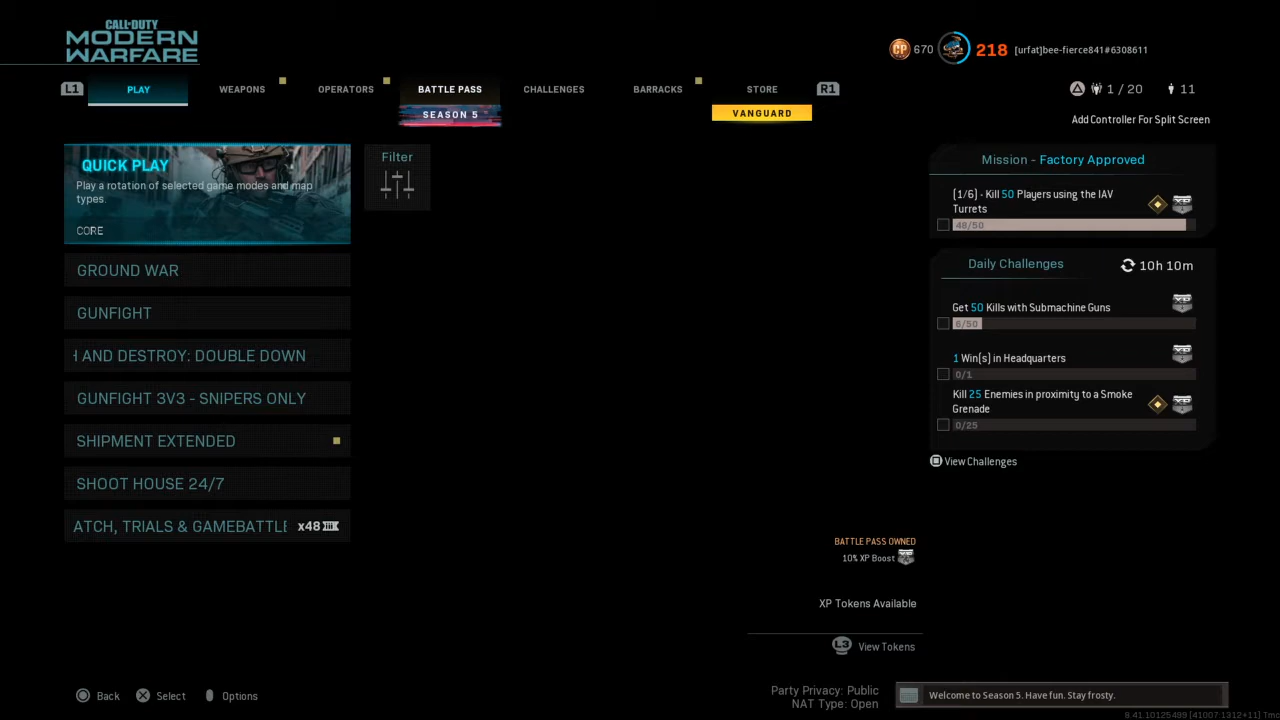 CALL OF DUTY
MODERN
WARFARE
CP 670 218 [urfat]bee-fierce841#6308611
L1 PLAY WEAPONS OPERATORS BATTLE PASS CHALLENGES BARRACKS STORE R1
SEASON 5 VANGUARD
1 / 20 11
Add Controller For Split Screen
QUICK PLAY
Play a rotation of selected game modes and map
types.
CORE
Filter
GROUND WAR
GUNFIGHT
H AND DESTROY: DOUBLE DOWN
GUNFIGHT 3V3 - SNIPERS ONLY
SHIPMENT EXTENDED
SHOOT HOUSE 24/7
ATCH, TRIALS & GAMEBATTLE x48
Mission - Factory Approved
(1/6) - Kill 50 Players using the IAV
Turrets
XP
48/50
Daily Challenges 10h 10m
Get 50 Kills with Submachine Guns
XP
6/50
1 Win(s) in Headquarters
XP
0/1
Kill 25 Enemies in proximity to a Smoke
Grenade
XP
0/25
View Challenges
BATTLE PASS OWNED
10% XP Boost
XP Tokens Available
L3 View Tokens
Back Select Options
Party Privacy: Public
NAT Type: Open
Welcome to Season 5. Have fun. Stay frosty.